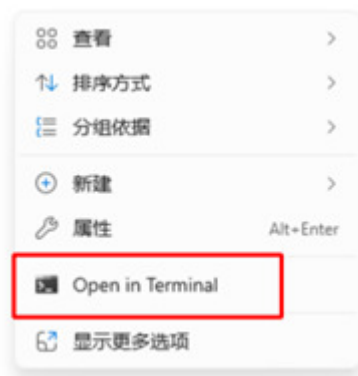 查看
排序方式
分组依据
新建
属性 Alt+Enter
Open in Terminal
显示更多选项